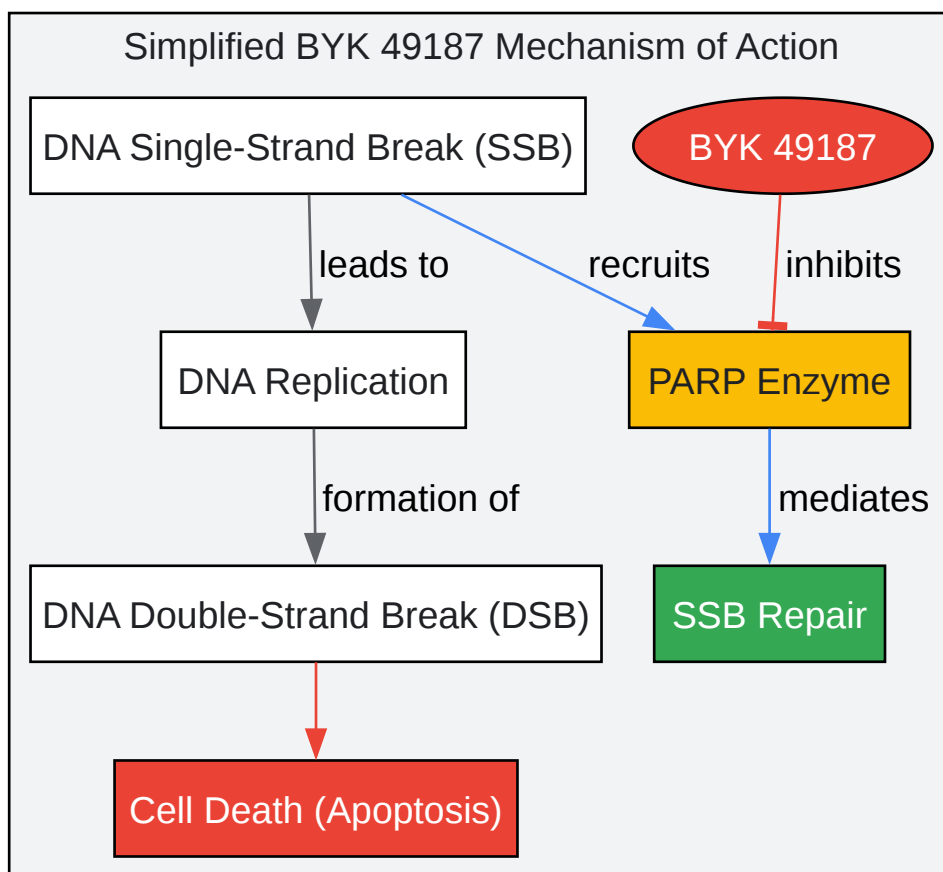 Simplified BYK 49187 Mechanism of Action
DNA Single-Strand Break (SSB)
BYK 49187
leads to
recruits
inhibits
DNA Replication
PARP Enzyme
formation of
mediates
DNA Double-Strand Break (DSB)
SSB Repair
Cell Death (Apoptosis)